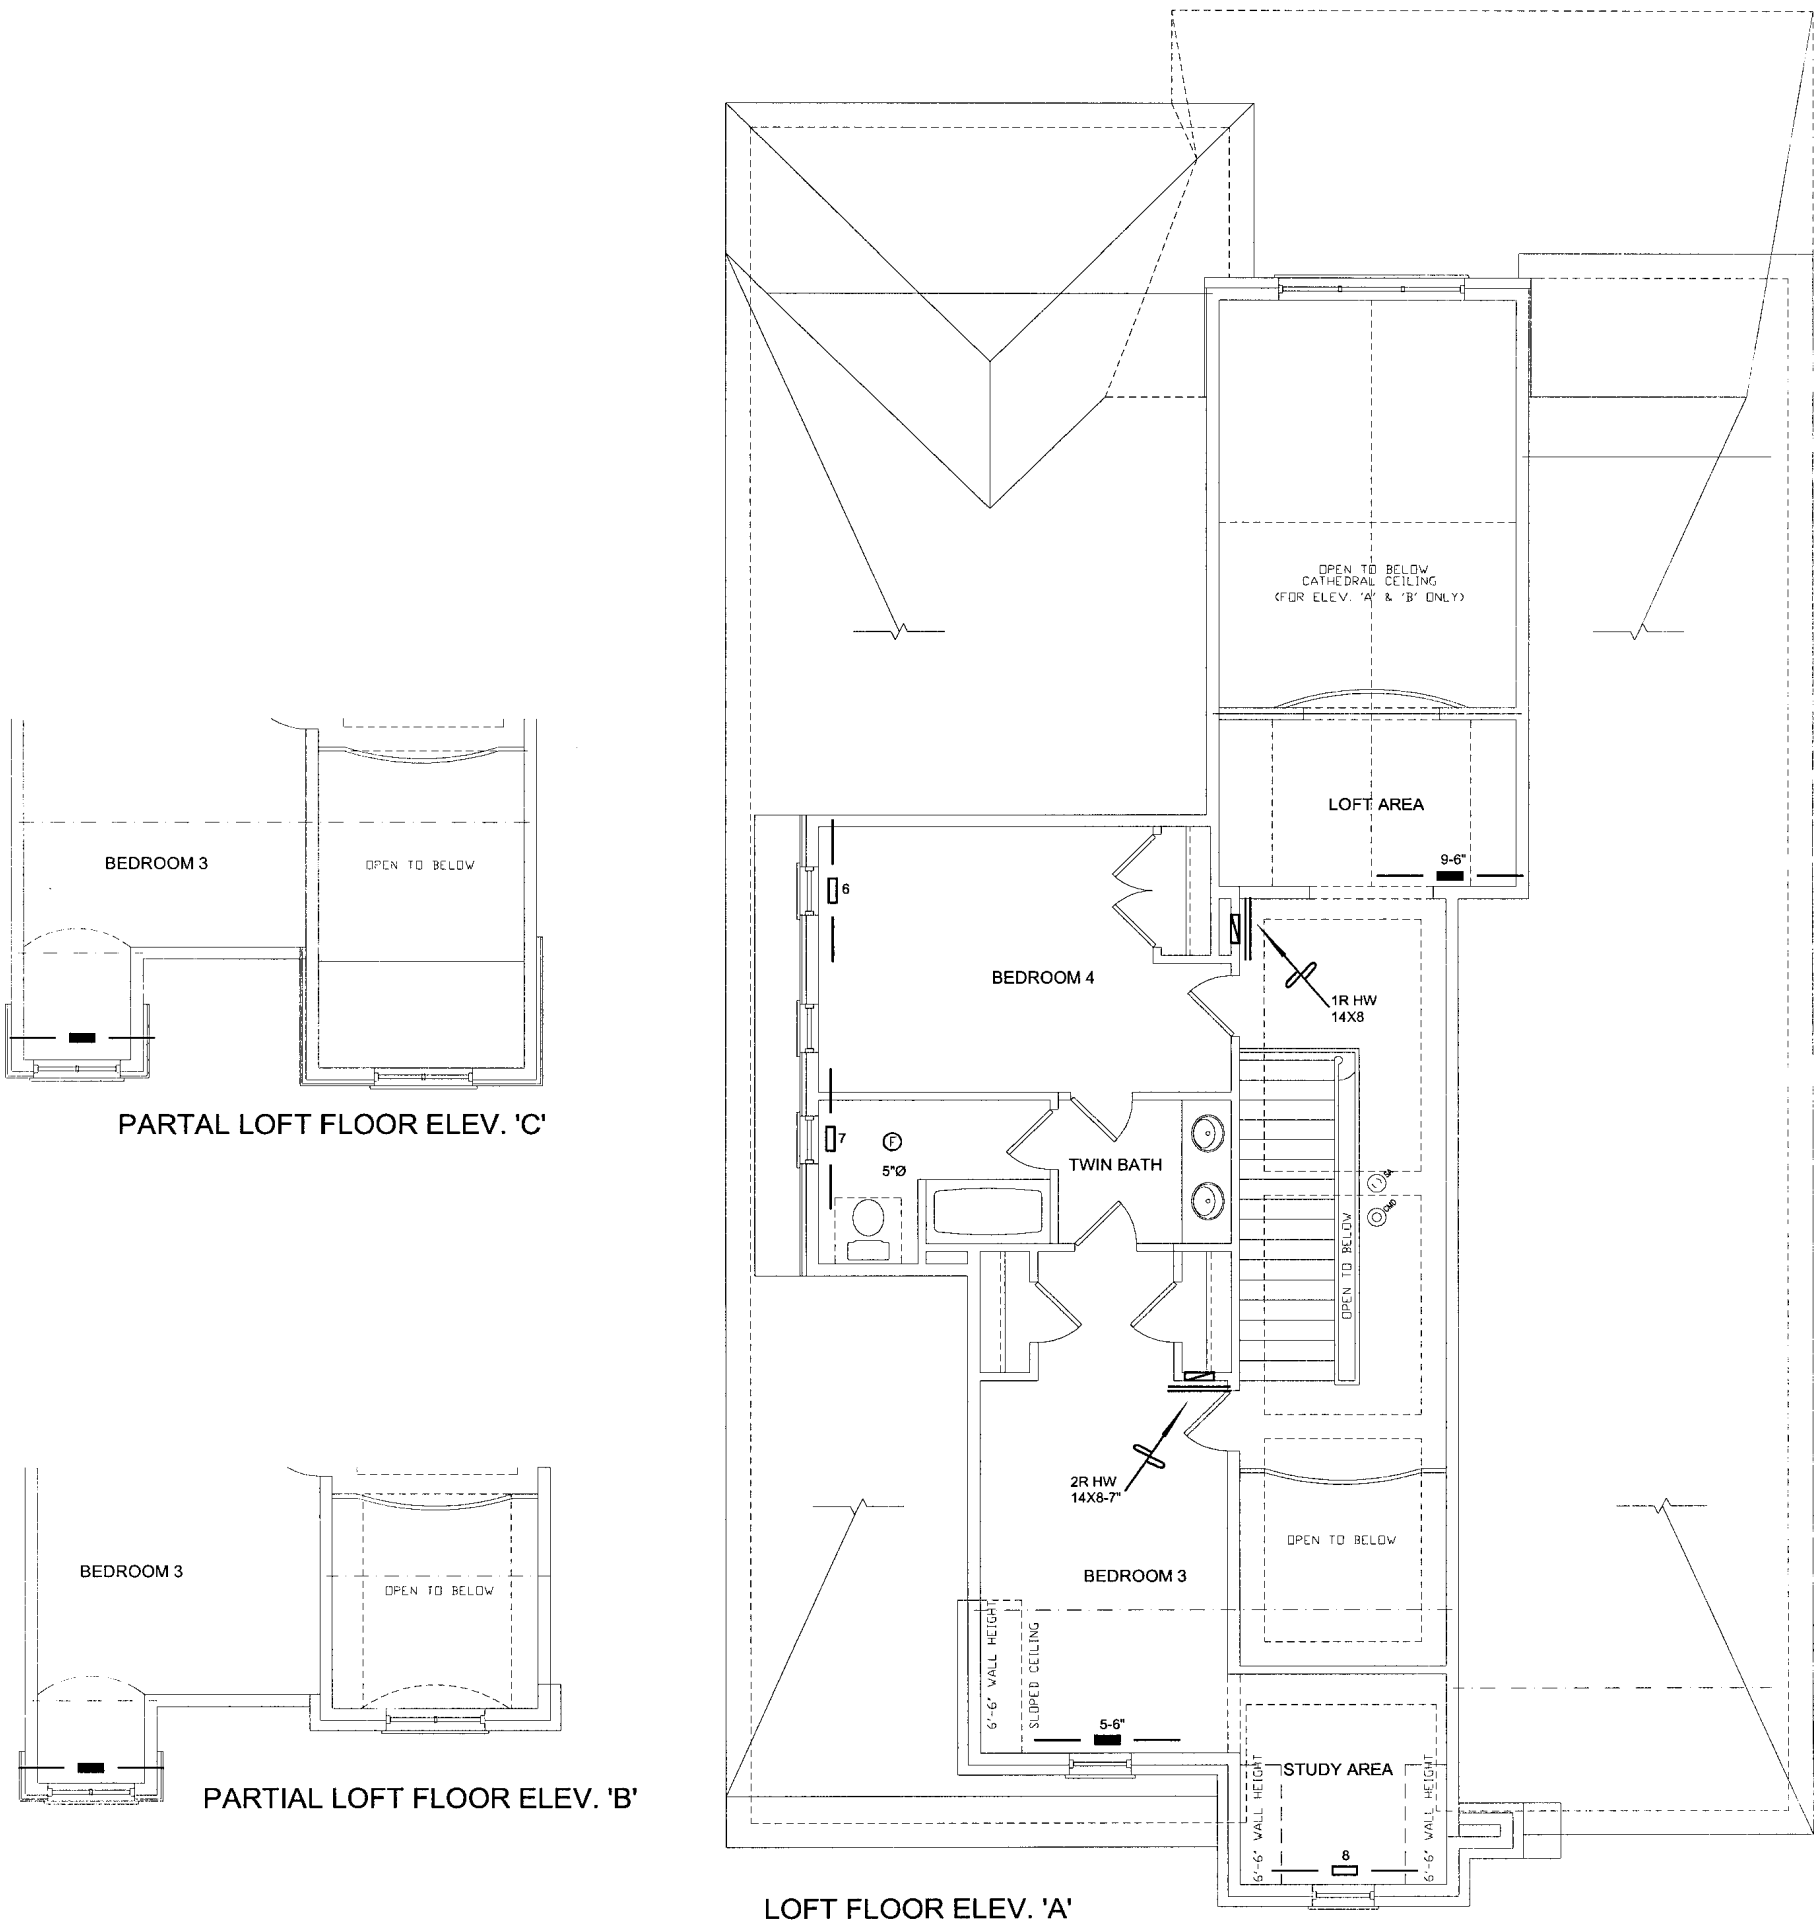 OPEN TO BELOW
CATHEDRAL CEILING
(FOR ELEV. 'A' & 'B' ONLY)
LOFT AREA
9-6"
BEDROOM 3
OPEN TO BELOW
PARTAL LOFT FLOOR ELEV. 'C'
6
BEDROOM 4
1R HW
14X8
7
F
5"Ø
TWIN BATH
SA
CMD
OPEN TO BELOW
2R HW
14X8-7"
OPEN TO BELOW
BEDROOM 3
6'-6" WALL HEIGHT
SLOPED CEILING
5-6"
BEDROOM 3
OPEN TO BELOW
PARTIAL LOFT FLOOR ELEV. 'B'
STUDY AREA
6'-6" WALL HEIGHT
6'-6" WALL HEIGHT
8
LOFT FLOOR ELEV. 'A'